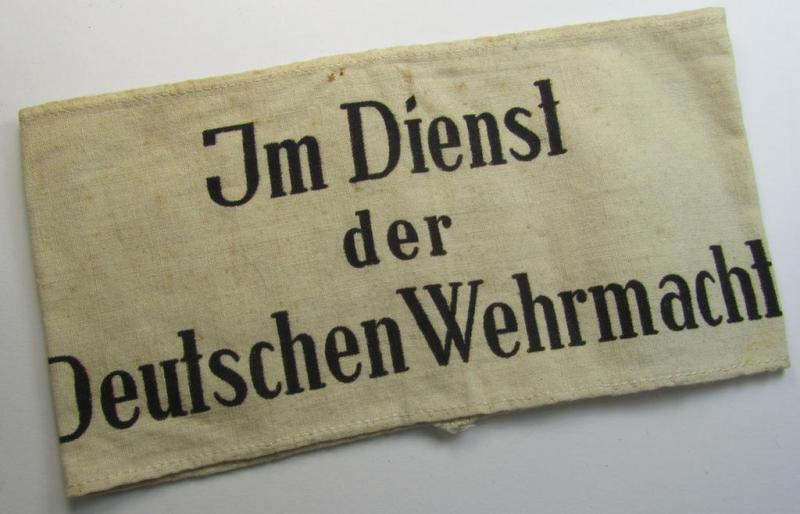 Im Dienst
der
Deutschen Wehrmacht